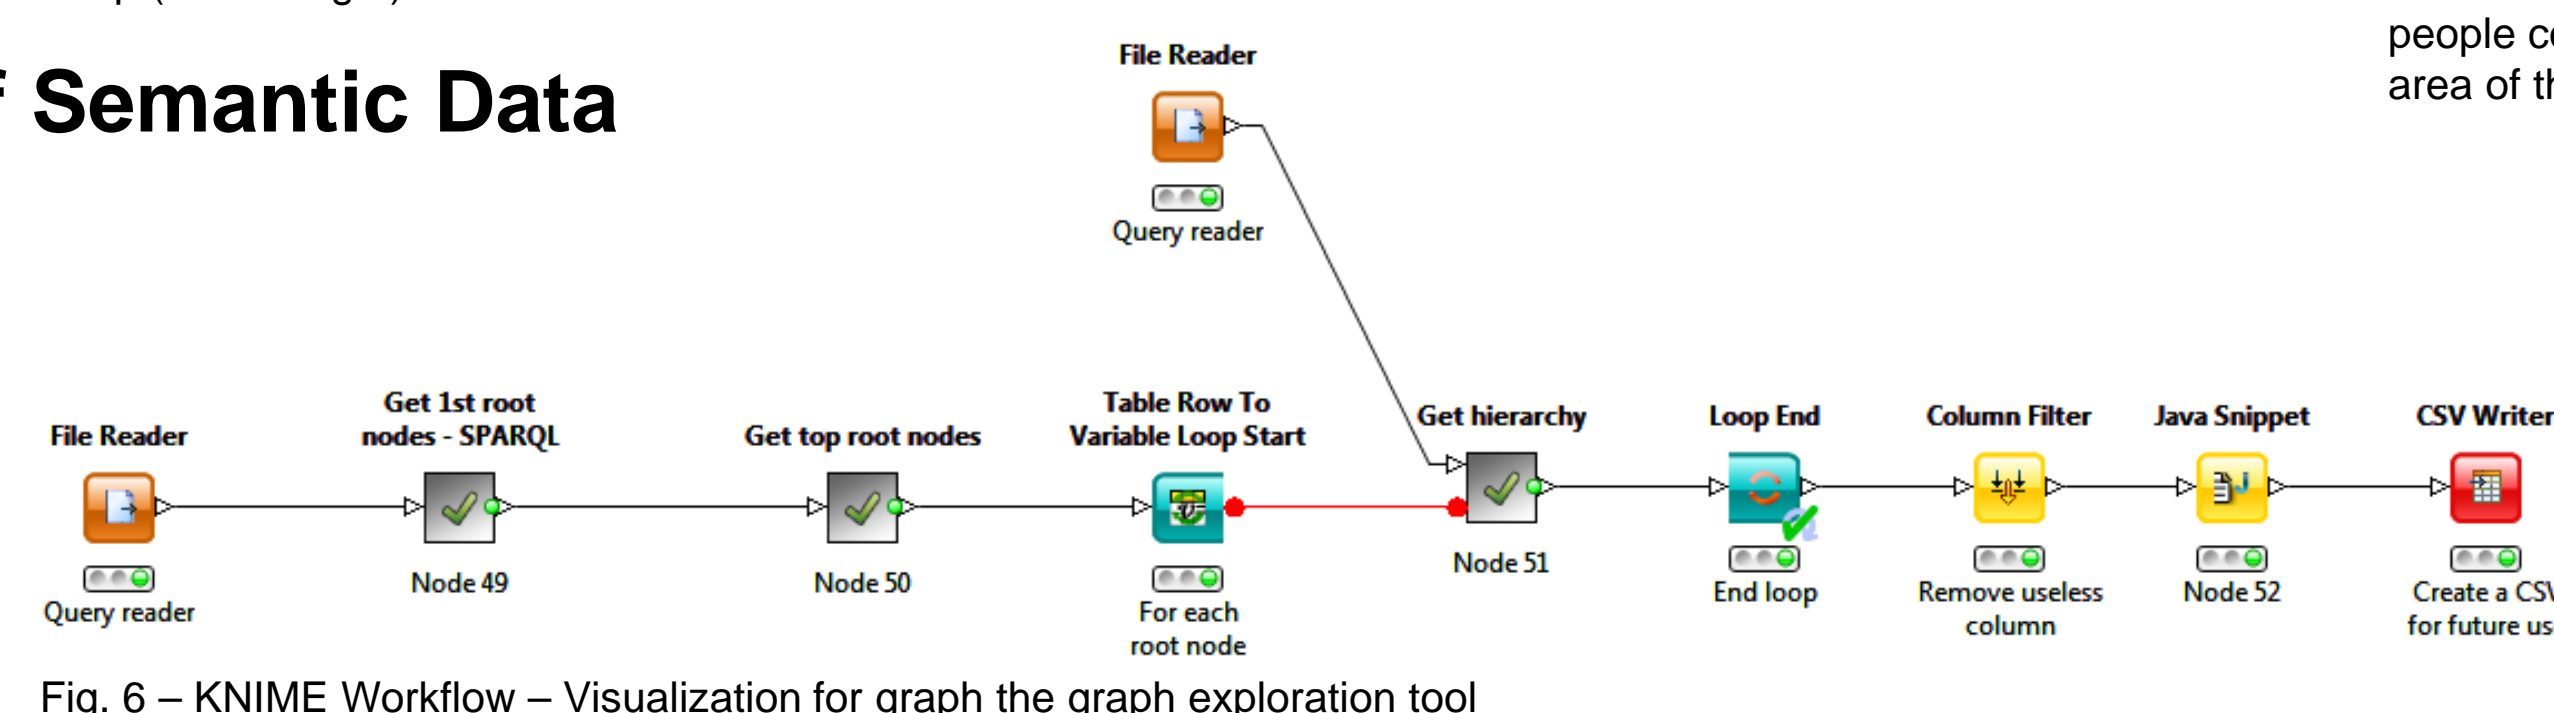 people
area of
Semantic Data
File Reader
Query reader
File Reader
Query reader
Get 1st root
nodes - SPARQL
Node 49
Get top root nodes
Node 50
Table Row To
Variable Loop Start
For each
root node
Get hierarchy
Node 51
Loop End
End loop
Column Filter
Remove useless
column
Java Snippet
Node 52
CSV Writer
Create a
for future
Fig. 6 – KNIME Workflow – Visualization for graph the graph exploration tool